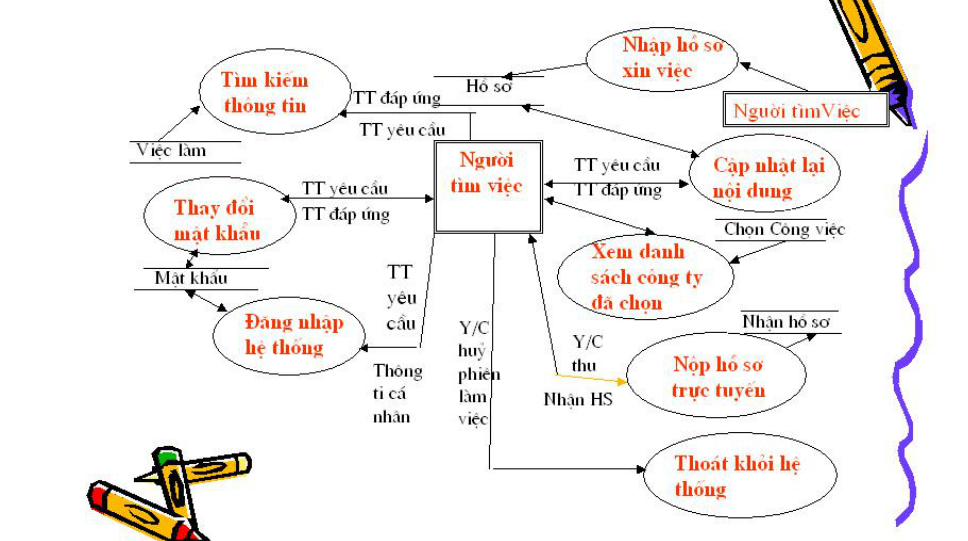 Nhập hồ sơ
xin việc
Tìm kiếm
thông tin
Hồ sơ
TT đáp ứng
Người tìmViệc
TT yêu cầu
Việc làm
Người
tìm việc
TT yêu cầu
TT đáp ứng
Cập nhật lại
nội dung
TT yêu cầu
TT đáp ứng
Thay đổi
mật khẩu
Chọn Công việc
Xem danh
sách công ty
đã chọn
Mật khẩu
TT
yêu
cầu
Đăng nhập
hệ thống
Nhận hồ sơ
Y/C
huỷ
phiên
làm
việc
Y/C
thu
Nhận HS
Nộp hồ sơ
trực tuyến
Thông
ti cá
nhân
Thoát khỏi hệ
thống